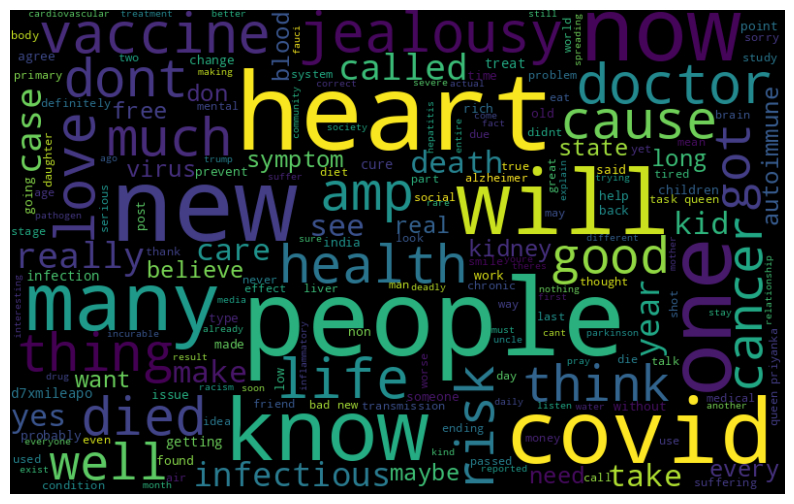 cardiovascular treatment better still
body vaccine fauci blood jealousy now world spreading point sorry
agree two change called treat study
primary making dont system severe actual time problem doctor
case definitely don correct heart old eat cause brain got autoimmune
love much free mental community come fact didnt
virus society hepatitis entire due state yet mean long
going daughter symptom death true said children tired
ago trump prevent cure diet alzheimer great explain trying
age suffer amp part social will rare may help back task queen kid
pathogen new see real
stage serious post
really thank care sure india look kidney smile theres good different mother
infection believe never health man deadly work thought cancer relationship
interesting many effect liver chronic nothing year shot
media type already non people way last first stay
incurable made must cant parkinson
thing result inflammatory uncle one
drug make racism soon low life worse day pray die talk
want d7xmileapo issue someone think medical queen priyanka
friend bad new transmission risk daily listen mater without another
yes died idea know ending kind money covid use
everyone probably even getting
used well found passed call every
exist infectious maybe reported need take suffering
condition month air